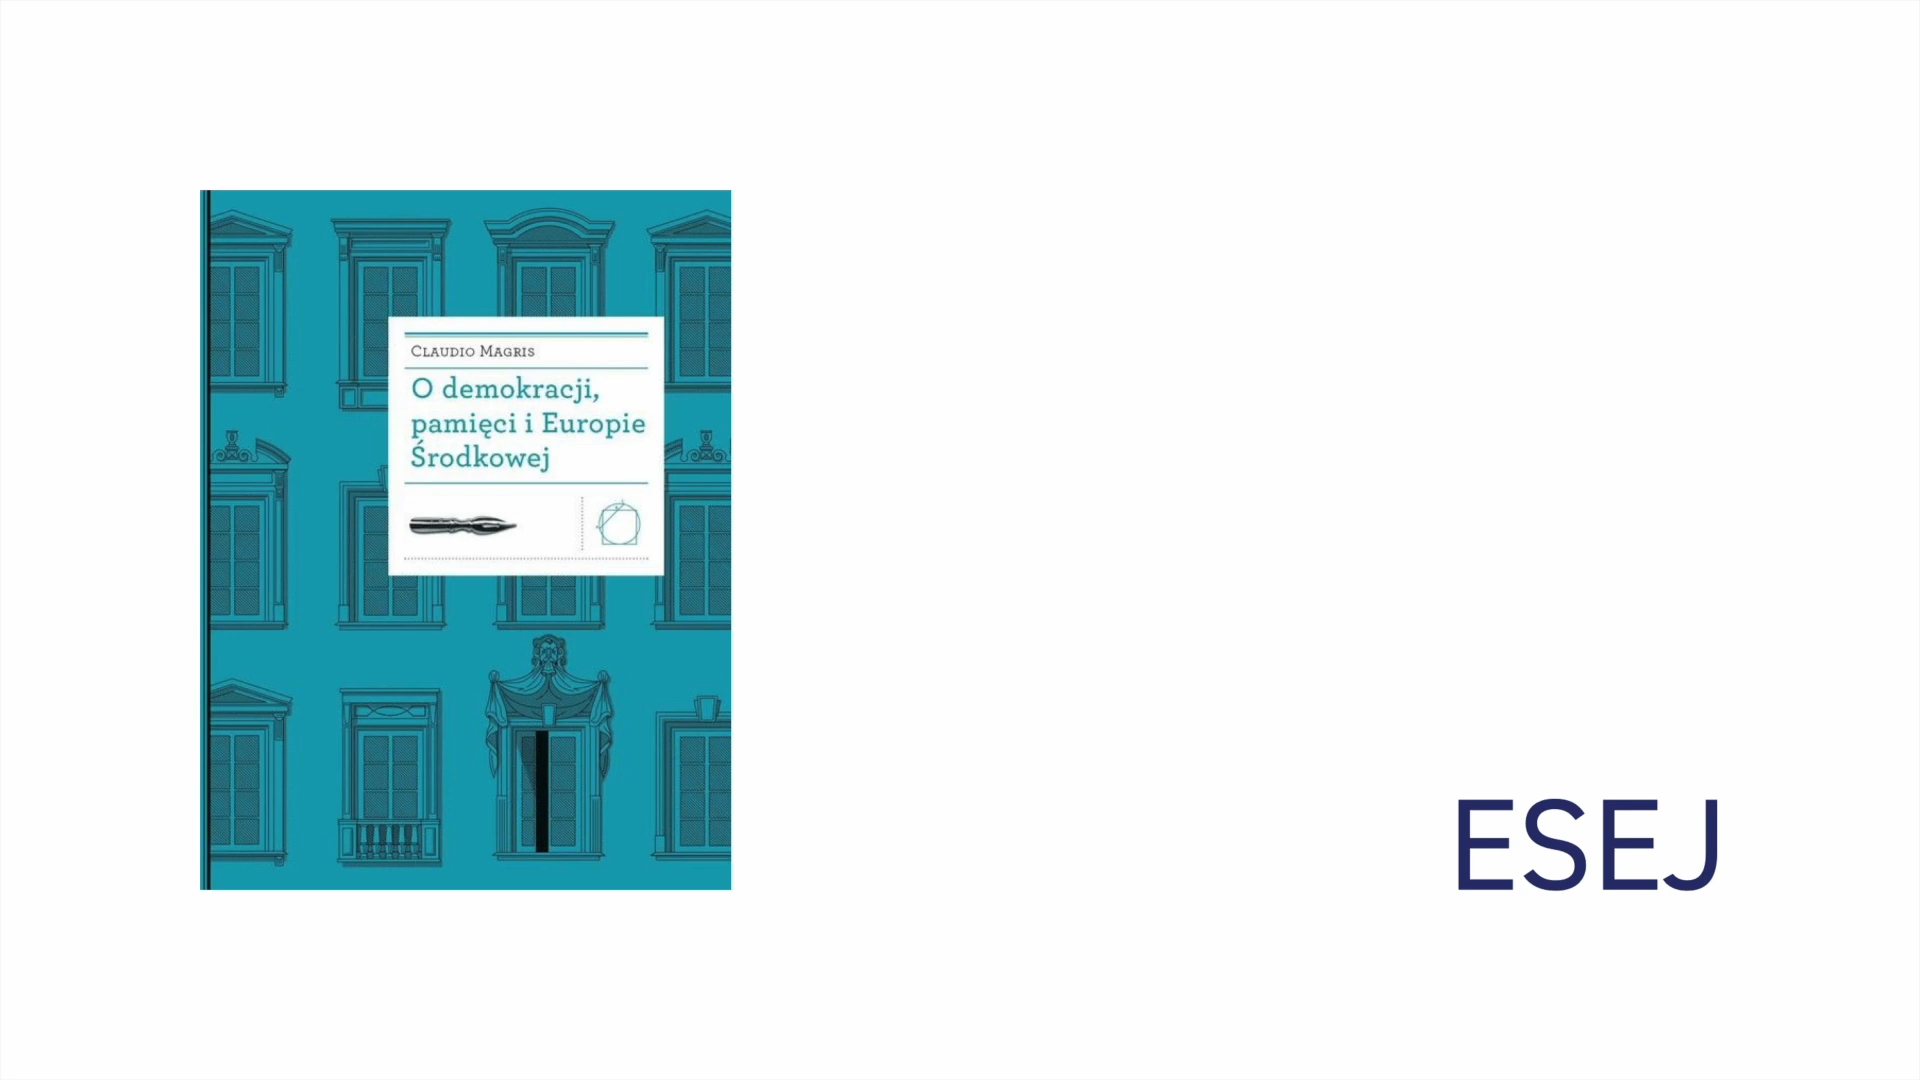 CLAUDIO MAGRIS
O demokracji,
pamięci i Europie
Środkowej
ESEJ